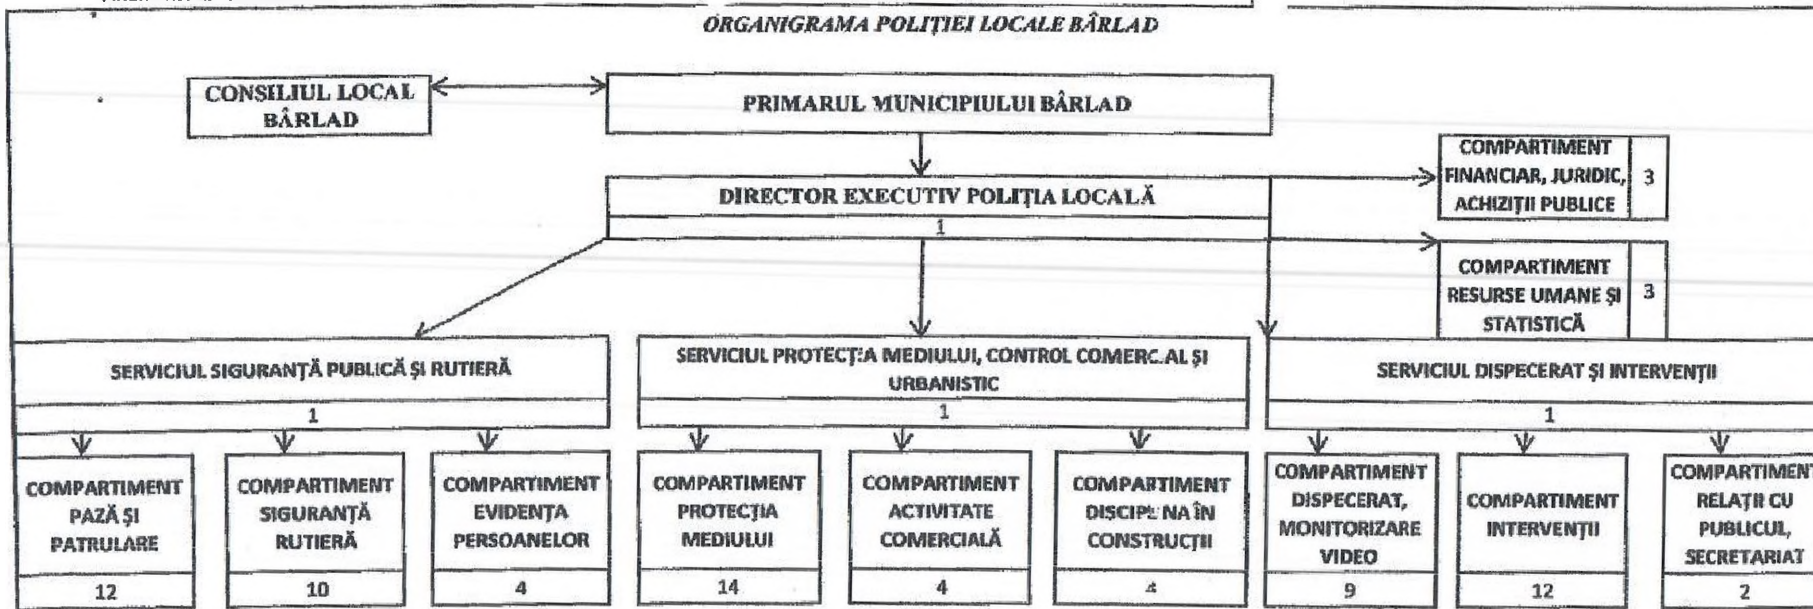 ORGANIGRAMA POLIȚIEI LOCALE BÂRLAD
CONSILIUL LOCAL
BÂRLAD
PRIMARUL MUNICIPIULUI BÂRLAD
DIRECTOR EXECUTIV POLIȚIA LOCALĂ
1
COMPARTIMENT
FINANCIAR, JURIDIC,
ACHIZIȚII PUBLICE
3
COMPARTIMENT
RESURSE UMANE ȘI
STATISTICĂ
3
SERVICIUL SIGURANȚĂ PUBLICĂ ȘI RUTIERĂ
1
SERVICIUL PROTECȚIA MEDIULUI, CONTROL COMERCIAL ȘI
URBANISTIC
1
SERVICIUL DISPECERAT ȘI INTERVENȚII
1
COMPARTIMENT
PAZĂ ȘI
PATRULARE
12
COMPARTIMENT
SIGURANȚĂ
RUTIERĂ
10
COMPARTIMENT
EVIDENȚA
PERSOANELOR
4
COMPARTIMENT
PROTECȚIA
MEDIULUI
14
COMPARTIMENT
ACTIVITATE
COMERCIALĂ
4
COMPARTIMENT
DISCIPLINA ÎN
CONSTRUCȚII
4
COMPARTIMENT
DISPECERAT,
MONITORIZARE
VIDEO
9
COMPARTIMENT
INTERVENȚII
12
COMPARTIMENT
RELAȚII CU
PUBLICUL,
SECRETARIAT
2